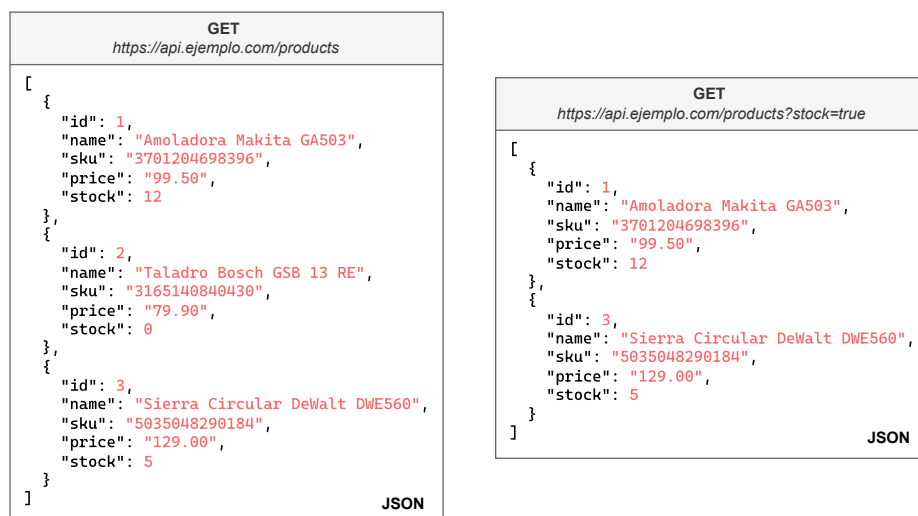 GET
https://api.ejemplo.com/products
[
  {
    "id": 1,
    "name": "Amoladora Makita GA503",
    "sku": "3701204698396",
    "price": "99.50",
    "stock": 12
  },
  {
    "id": 2,
    "name": "Taladro Bosch GSB 13 RE",
    "sku": "3165140840430",
    "price": "79.90",
    "stock": 0
  },
  {
    "id": 3,
    "name": "Sierra Circular DeWalt DWE560",
    "sku": "5035048290184",
    "price": "129.00",
    "stock": 5
  }
]
JSON
GET
https://api.ejemplo.com/products?stock=true
[
  {
    "id": 1,
    "name": "Amoladora Makita GA503",
    "sku": "3701204698396",
    "price": "99.50",
    "stock": 12
  },
  {
    "id": 3,
    "name": "Sierra Circular DeWalt DWE560",
    "sku": "5035048290184",
    "price": "129.00",
    "stock": 5
  }
]
JSON